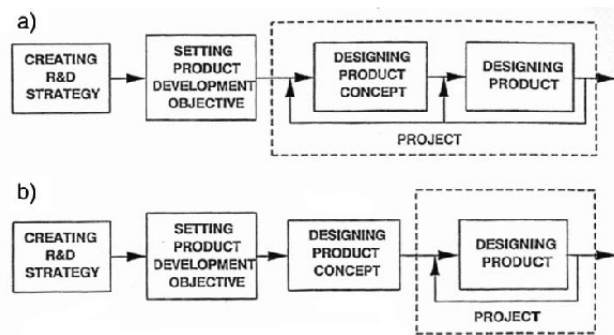 a)
CREATING
R&D
STRATEGY
SETTING
PRODUCT
DEVELOPMENT
OBJECTIVE
DESIGNING
PRODUCT
CONCEPT
DESIGNING
PRODUCT
PROJECT
b)
CREATING
R&D
STRATEGY
SETTING
PRODUCT
DEVELOPMENT
OBJECTIVE
DESIGNING
PRODUCT
CONCEPT
DESIGNING
PRODUCT
PROJECT